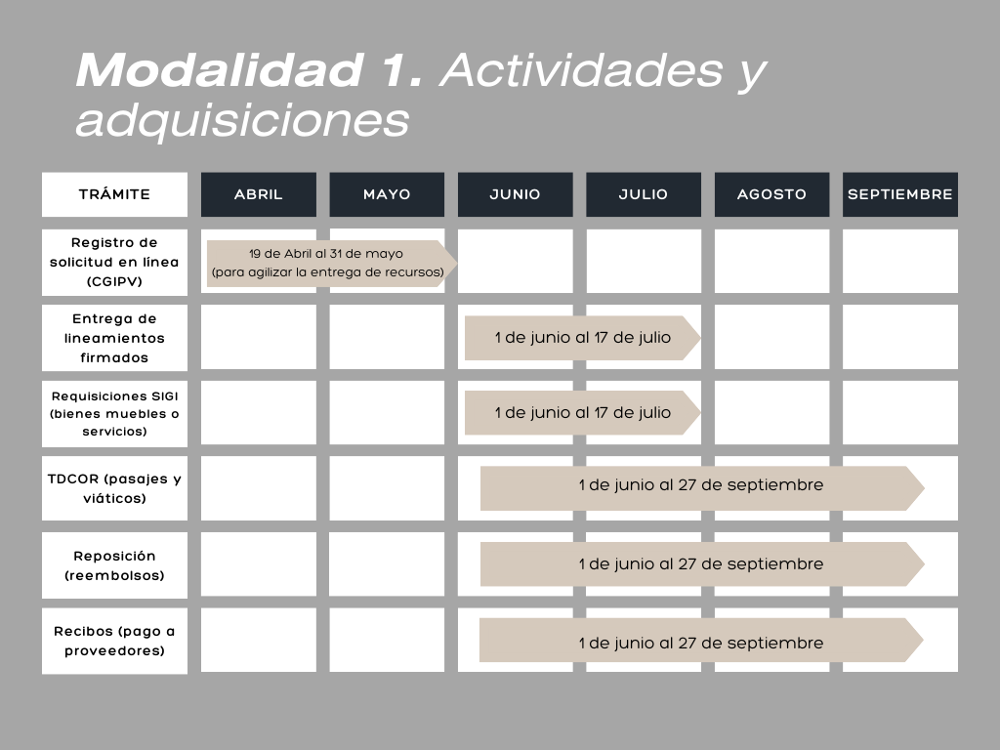 Modalidad 1. Actividades y
adquisiciones
TRÁMITE ABRIL MAYO JUNIO JULIO AGOSTO SEPTIEMBRE
Registro de
solicitud en línea
(CGIPV)
19 de Abril al 31 de mayo
(para agilizar la entrega de recursos)
Entrega de
lineamientos
firmados
1 de junio al 17 de julio
Requisiciones SIGI
(bienes muebles o
servicios)
1 de junio al 17 de julio
TDCOR (pasajes y
viáticos)
1 de junio al 27 de septiembre
Reposición
(reembolsos)
1 de junio al 27 de septiembre
Recibos (pago a
proveedores)
1 de junio al 27 de septiembre